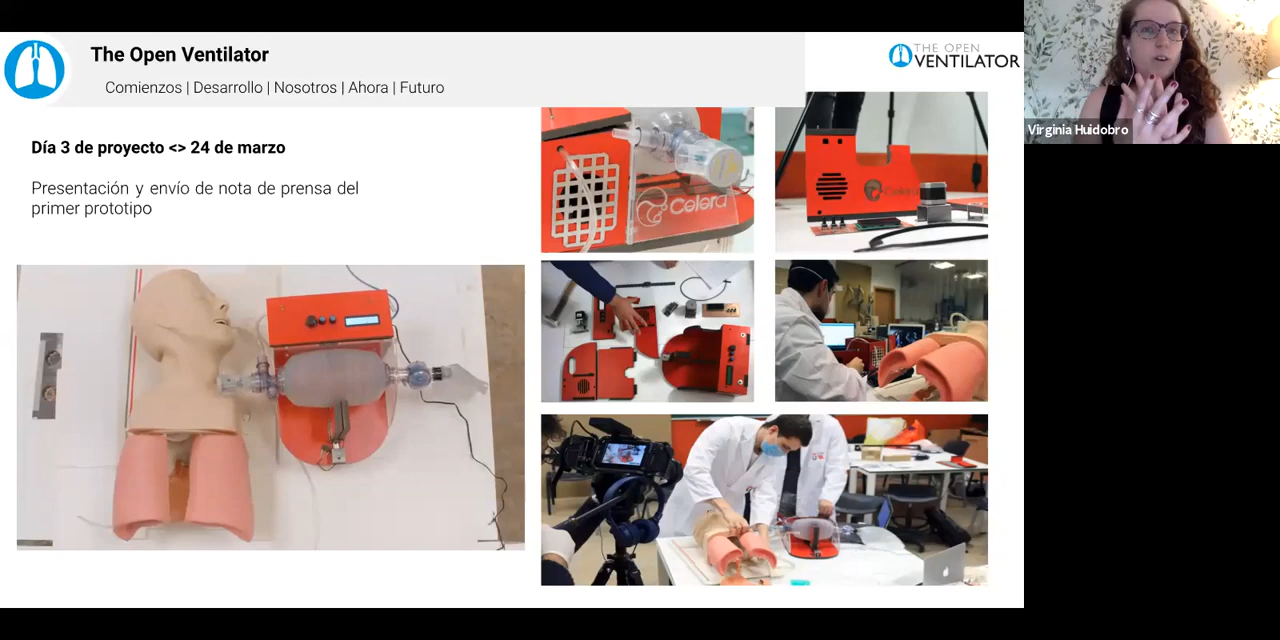 The Open Ventilator
Comienzos | Desarrollo | Nosotros | Ahora | Futuro
THE OPEN
VENTILATOR
Virginia Huidobro
Día 3 de proyecto <> 24 de marzo
Presentación y envío de nota de prensa del
primer prototipo
Celera
Celera